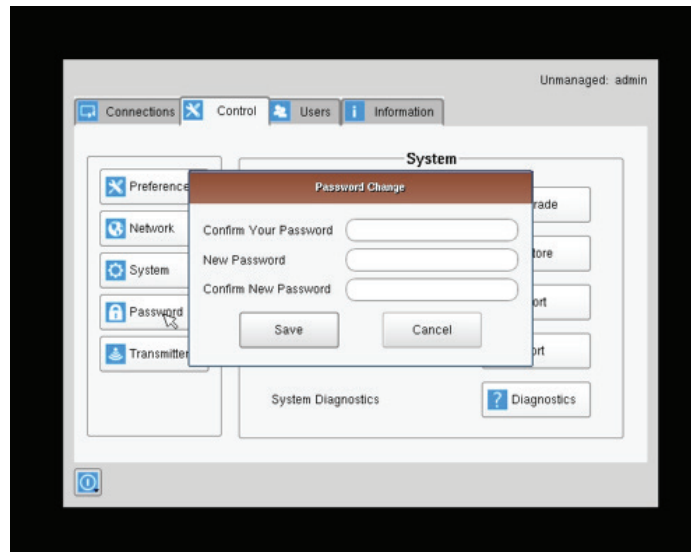 Unmanaged: admin
Connections Control Users Information
System
Preference
Password Change
rade
Network
Confirm Your Password
New Password
tore
System
Confirm New Password
ort
Password
Save Cancel
Transmitter
ort
System Diagnostics Diagnostics